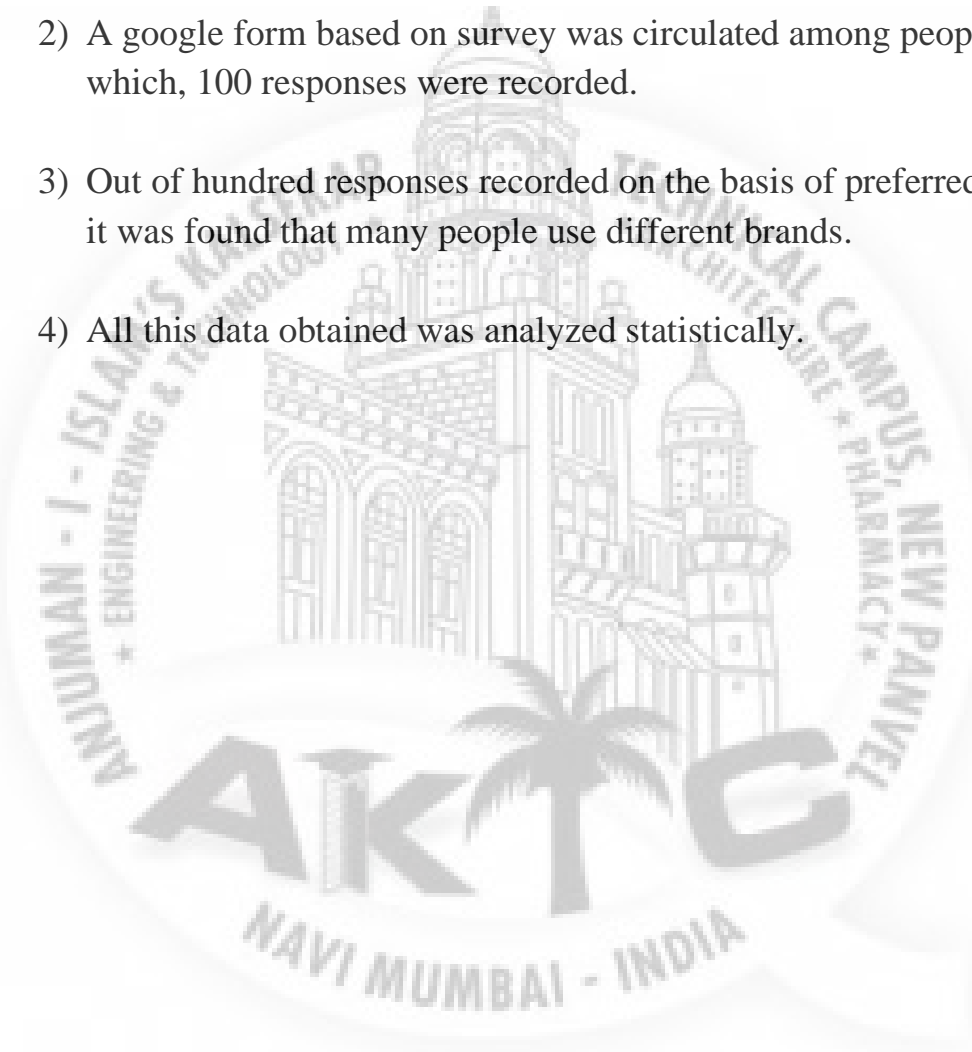 2) A google form based on survey was circulated among peop
which, 100 responses were recorded.
3) Out of hundred responses recorded on the basis of preferred
it was found that many people use different brands.
4) All this data obtained was analyzed statistically.
ANJUMAN - I - ISLAM'S KALSEKAR TECHNICAL CAMPUS, NEW PANVEL
* ENGINEERING & TECHNOLOGY * ARCHITECTURE * PHARMACY *
AKTC
NAVI MUMBAI - INDIA